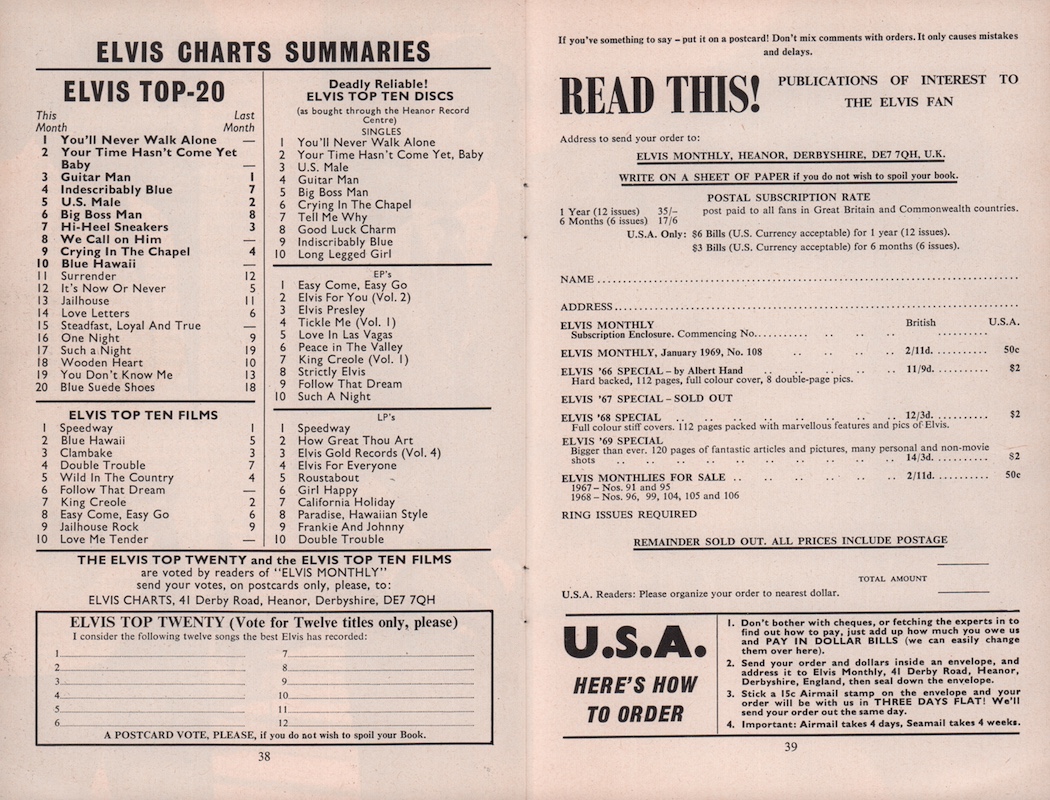 ELVIS CHARTS SUMMARIES
ELVIS TOP-20
This Last
Month Month
1 You'll Never Walk Alone —
2 Your Time Hasn't Come Yet
Baby —
3 Guitar Man 1
4 Indescribably Blue 7
5 U.S. Male 2
6 Big Boss Man 8
7 Hi-Heel Sneakers 3
8 We Call on Him —
9 Crying In The Chapel 4
10 Blue Hawaii —
11 Surrender 12
12 It's Now Or Never 5
13 Jailhouse 11
14 Love Letters 6
15 Steadfast, Loyal And True —
16 One Night 9
17 Such a Night 19
18 Wooden Heart 10
19 You Don't Know Me 13
20 Blue Suede Shoes 18
ELVIS TOP TEN FILMS
1 Speedway 1
2 Blue Hawaii 5
3 Clambake 3
4 Double Trouble 7
5 Wild In The Country 4
6 Follow That Dream —
7 King Creole 2
8 Easy Come, Easy Go 6
9 Jailhouse Rock 9
10 Love Me Tender —
Deadly Reliable!
ELVIS TOP TEN DISCS
(as bought through the Heanor Record
Centre)
SINGLES
1 You'll Never Walk Alone
2 Your Time Hasn't Come Yet, Baby
3 U.S. Male
4 Guitar Man
5 Big Boss Man
6 Crying In The Chapel
7 Tell Me Why
8 Good Luck Charm
9 Indiscribably Blue
10 Long Legged Girl
EP's
1 Easy Come, Easy Go
2 Elvis For You (Vol. 2)
3 Elvis Presley
4 Tickle Me (Vol. 1)
5 Love In Las Vagas
6 Peace in The Valley
7 King Creole (Vol. 1)
8 Strictly Elvis
9 Follow That Dream
10 Such A Night
LP's
1 Speedway
2 How Great Thou Art
3 Elvis Gold Records (Vol. 4)
4 Elvis For Everyone
5 Roustabout
6 Girl Happy
7 California Holiday
8 Paradise, Hawaiian Style
9 Frankie And Johnny
10 Double Trouble
THE ELVIS TOP TWENTY and the ELVIS TOP TEN FILMS
are voted by readers of "ELVIS MONTHLY"
send your votes, on postcards only, please, to:
ELVIS CHARTS, 41 Derby Road, Heanor, Derbyshire, DE7 7QH
ELVIS TOP TWENTY (Vote for Twelve titles only, please)
I consider the following twelve songs the best Elvis has recorded:
1 7
2 8
3 9
4 10
5 11
6 12
A POSTCARD VOTE, PLEASE, if you do not wish to spoil your Book.
38
If you've something to say – put it on a postcard! Don't mix comments with orders. It only causes mistakes
and delays.
READ THIS! PUBLICATIONS OF INTEREST TO
THE ELVIS FAN
Address to send your order to:
ELVIS MONTHLY, HEANOR, DERBYSHIRE, DE7 7QH, U.K.
WRITE ON A SHEET OF PAPER if you do not wish to spoil your book.
POSTAL SUBSCRIPTION RATE
1 Year (12 issues) 35/– post paid to all fans in Great Britain and Commonwealth countries.
6 Months (6 issues) 17/6
U.S.A. Only: $6 Bills (U.S. Currency acceptable) for 1 year (12 issues).
$3 Bills (U.S. Currency acceptable) for 6 months (6 issues).
NAME
ADDRESS
ELVIS MONTHLY British U.S.A.
Subscription Enclosure. Commencing No.
ELVIS MONTHLY, January 1969, No. 108 2/11d. 50c
ELVIS '66 SPECIAL – by Albert Hand 11/9d. $2
Hard backed, 112 pages, full colour cover, 8 double-page pics.
ELVIS '67 SPECIAL – SOLD OUT
ELVIS '68 SPECIAL 12/3d. $2
Full colour stiff covers. 112 pages packed with marvellous features and pics of Elvis.
ELVIS '69 SPECIAL
Bigger than ever. 120 pages of fantastic articles and pictures, many personal and non-movie
shots 14/3d. $2
ELVIS MONTHLIES FOR SALE 2/11d. 50c
1967 – Nos. 91 and 95
1968 – Nos. 96, 99, 104, 105 and 106
RING ISSUES REQUIRED
REMAINDER SOLD OUT. ALL PRICES INCLUDE POSTAGE
TOTAL AMOUNT
U.S.A. Readers: Please organize your order to nearest dollar.
U.S.A.
HERE'S HOW
TO ORDER
1. Don't bother with cheques, or fetching the experts in to
find out how to pay, just add up how much you owe us
and PAY IN DOLLAR BILLS (we can easily change
them over here).
2. Send your order and dollars inside an envelope, and
address it to Elvis Monthly, 41 Derby Road, Heanor,
Derbyshire, England, then seal down the envelope.
3. Stick a 15c Airmail stamp on the envelope and your
order will be with us in THREE DAYS FLAT! We'll
send your order out the same day.
4. Important: Airmail takes 4 days, Seamail takes 4 weeks.
39